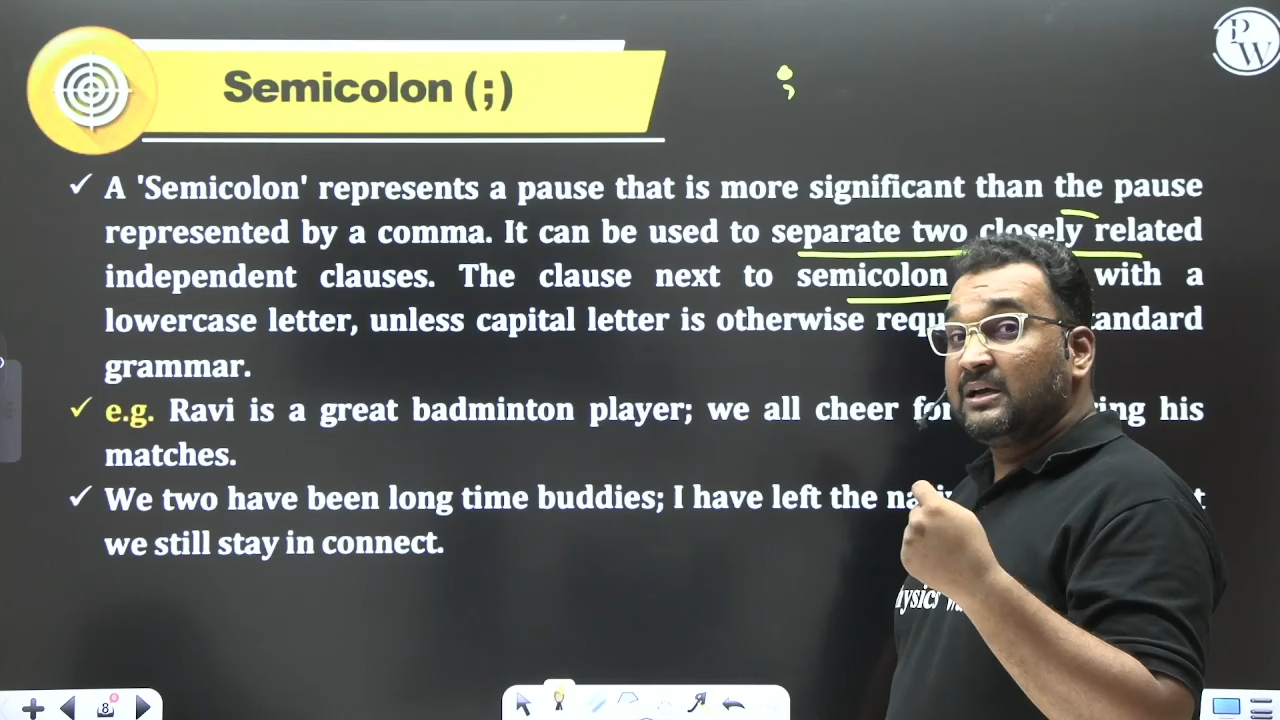 Semicolon (;)
;
PW
✓ A 'Semicolon' represents a pause that is more significant than the pause
represented by a comma. It can be used to separate two closely related
independent clauses. The clause next to semicolon with a
lowercase letter, unless capital letter is otherwise
grammar.
✓ e.g. Ravi is a great badminton player; we all cheer his
matches.
✓ We two have been long time buddies; I have left the
we still stay in connect.
8